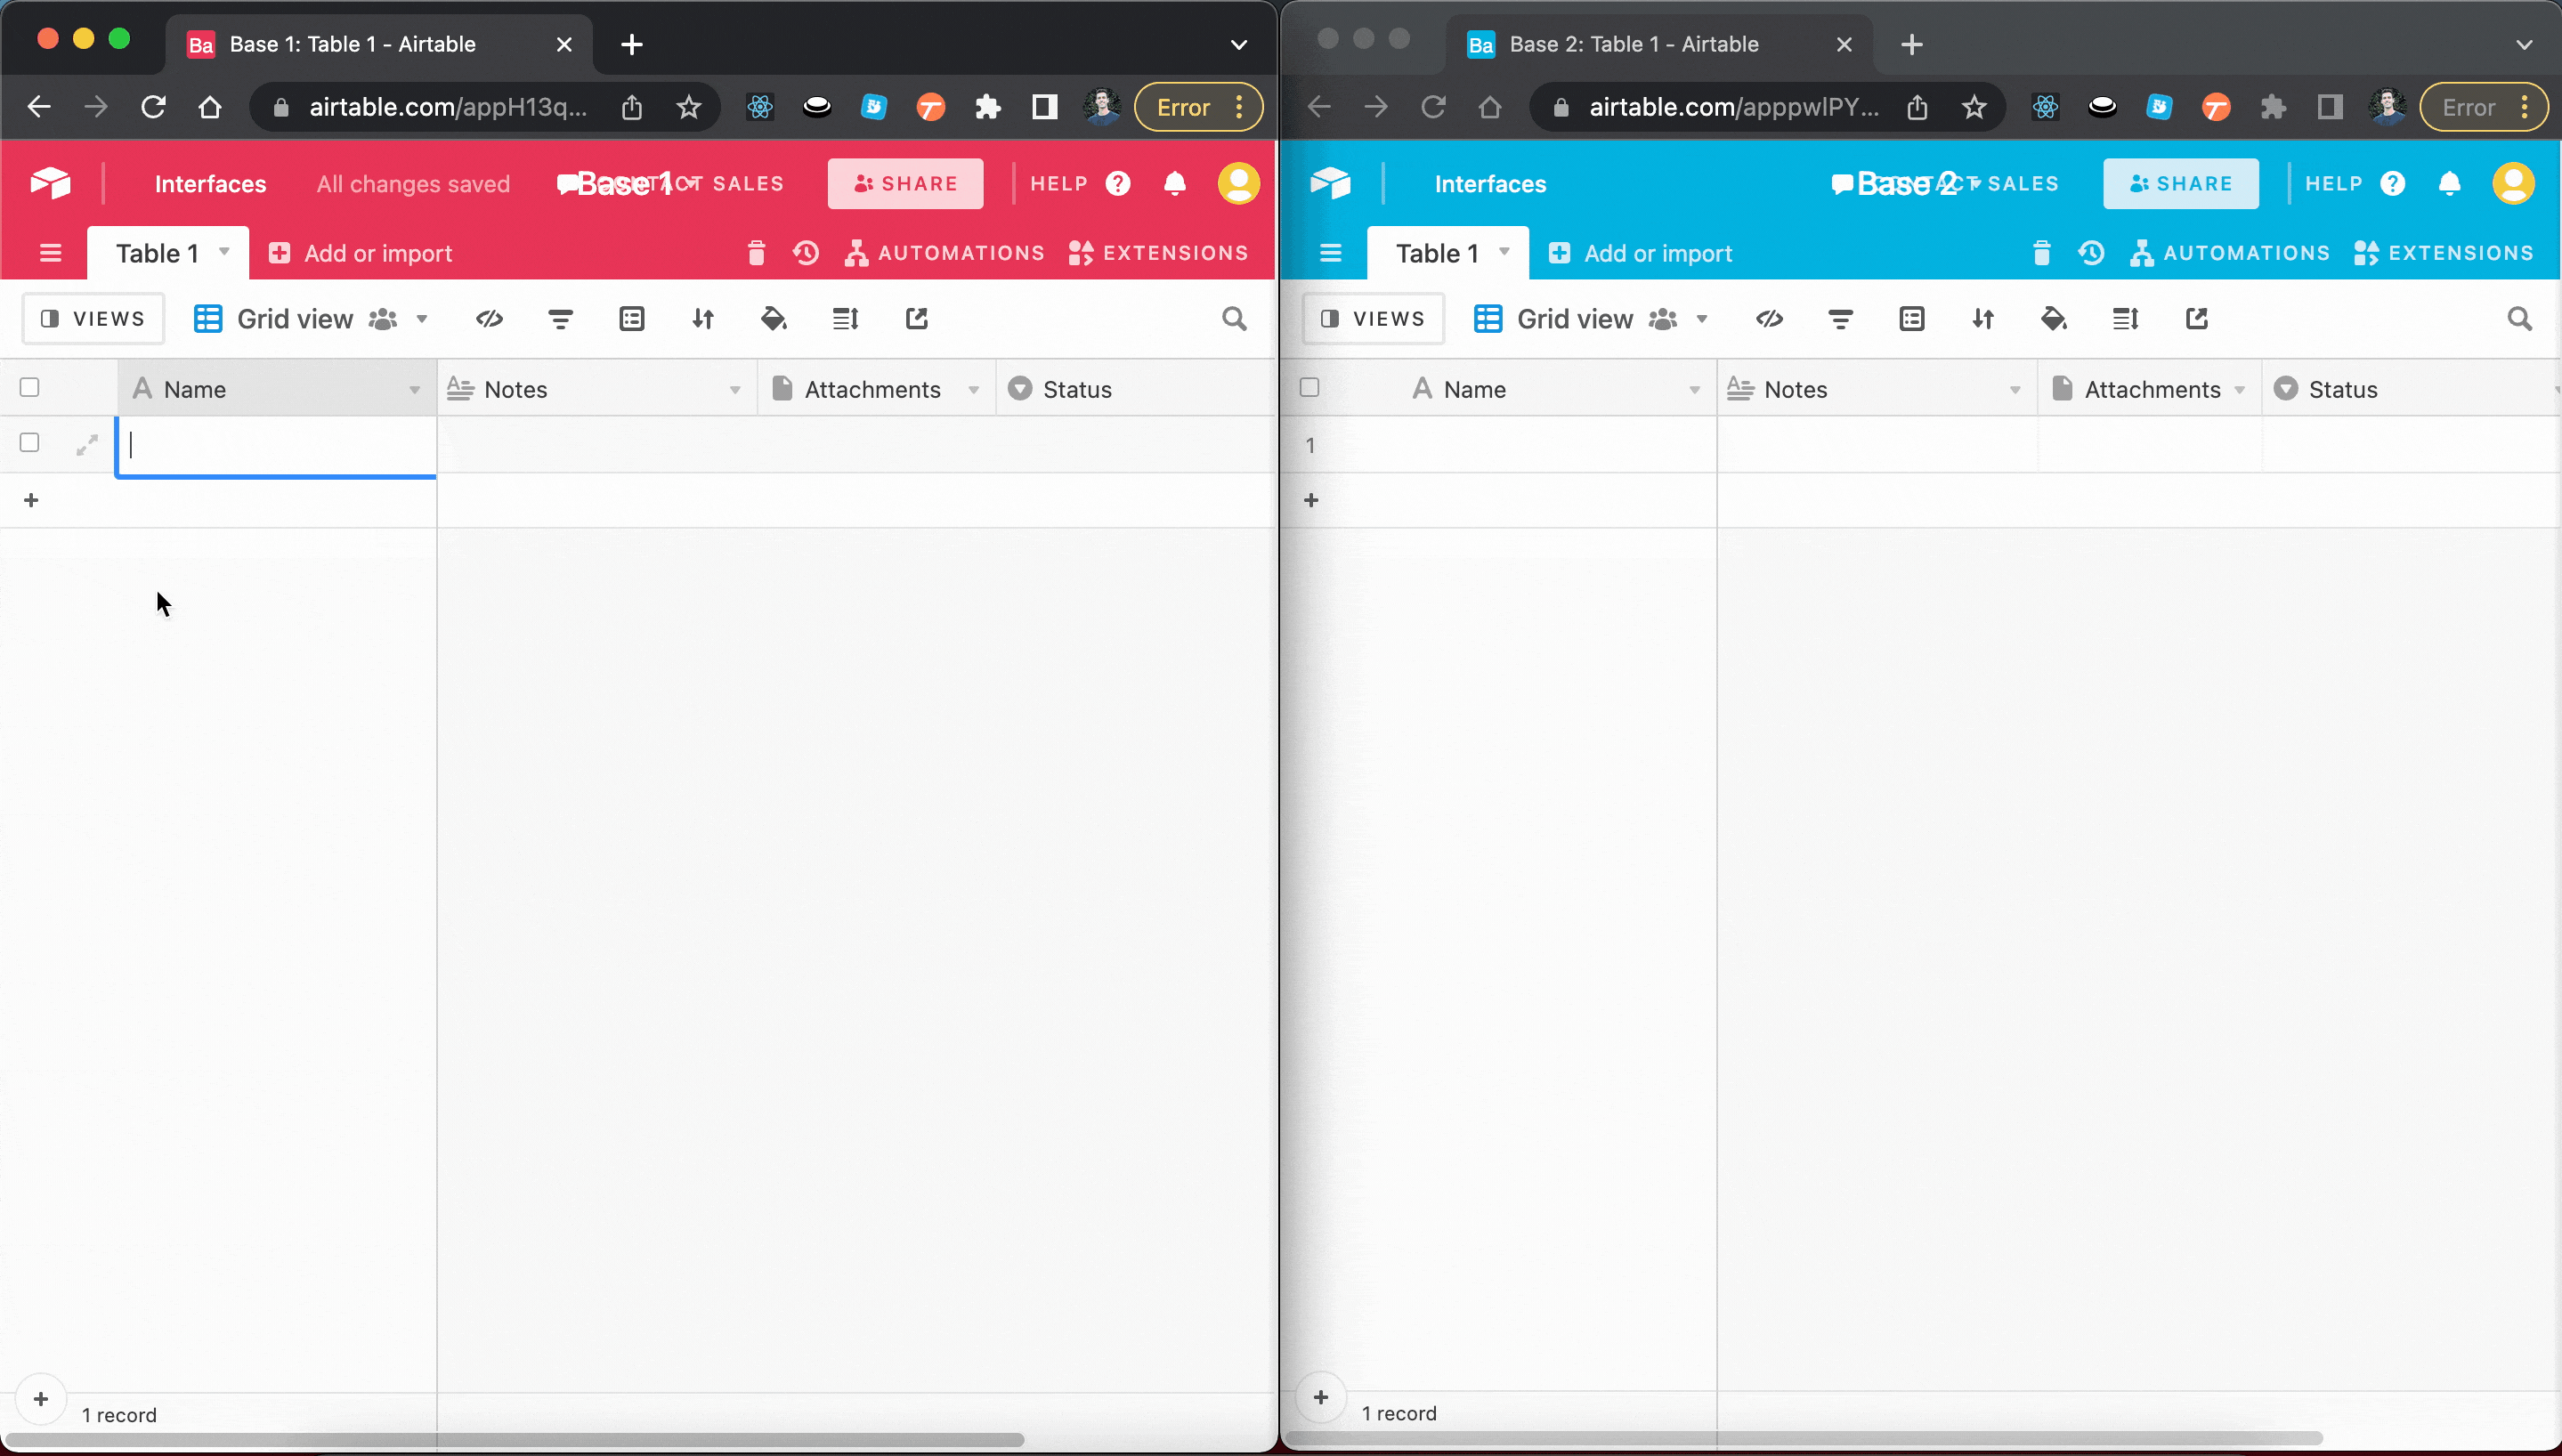 Ba Base 1: Table 1 - Airtable
airtable.com/appH13q...
Error
Interfaces
All changes saved
Base 1
CONTACT SALES
SHARE
HELP
Table 1
Add or import
AUTOMATIONS
EXTENSIONS
VIEWS
Grid view
Name
Notes
Attachments
Status
1 record
Ba Base 2: Table 1 - Airtable
airtable.com/apppwlPY...
Error
Interfaces
Base 2
CONTACT SALES
SHARE
HELP
Table 1
Add or import
AUTOMATIONS
EXTENSIONS
VIEWS
Grid view
Name
Notes
Attachments
Status
1
1 record